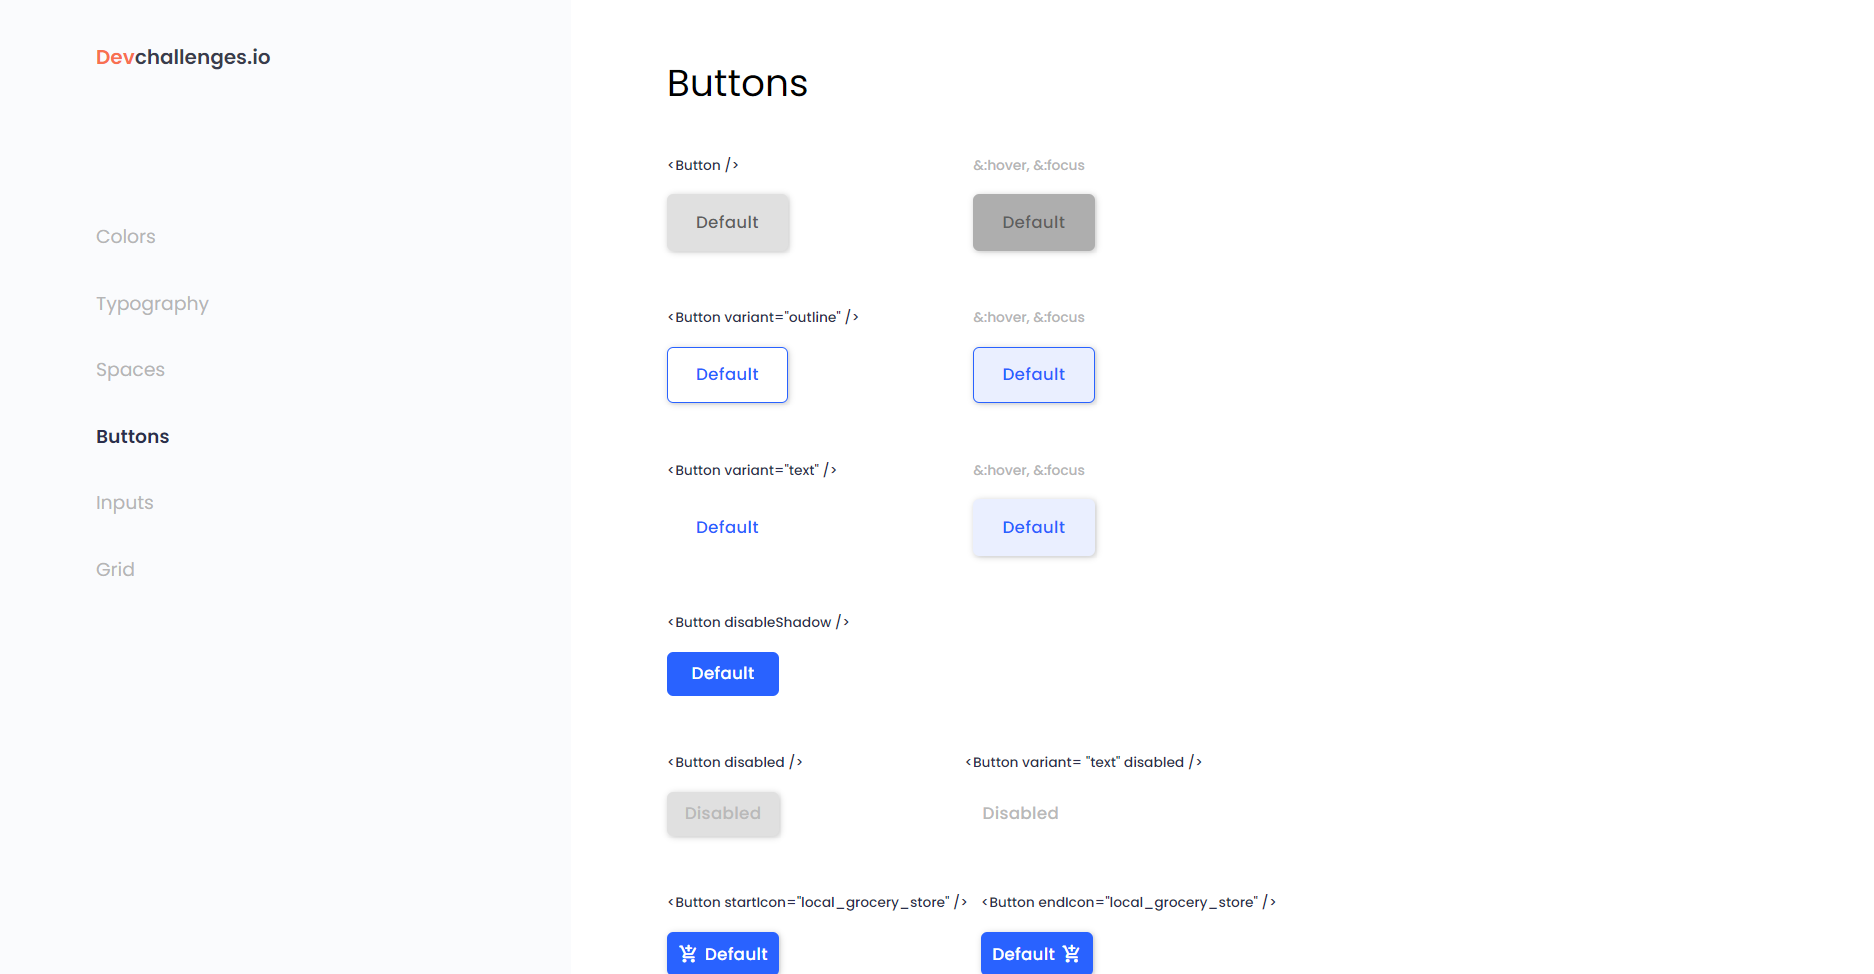 Devchallenges.io
Colors
Typography
Spaces
Buttons
Inputs
Grid
Buttons
<Button />
&:hover, &:focus
Default
Default
<Button variant="outline" />
&:hover, &:focus
Default
Default
<Button variant="text" />
&:hover, &:focus
Default
Default
<Button disableShadow />
Default
<Button disabled />
<Button variant= "text" disabled />
Disabled
Disabled
<Button startIcon="local_grocery_store" />
<Button endIcon="local_grocery_store" />
Default
Default